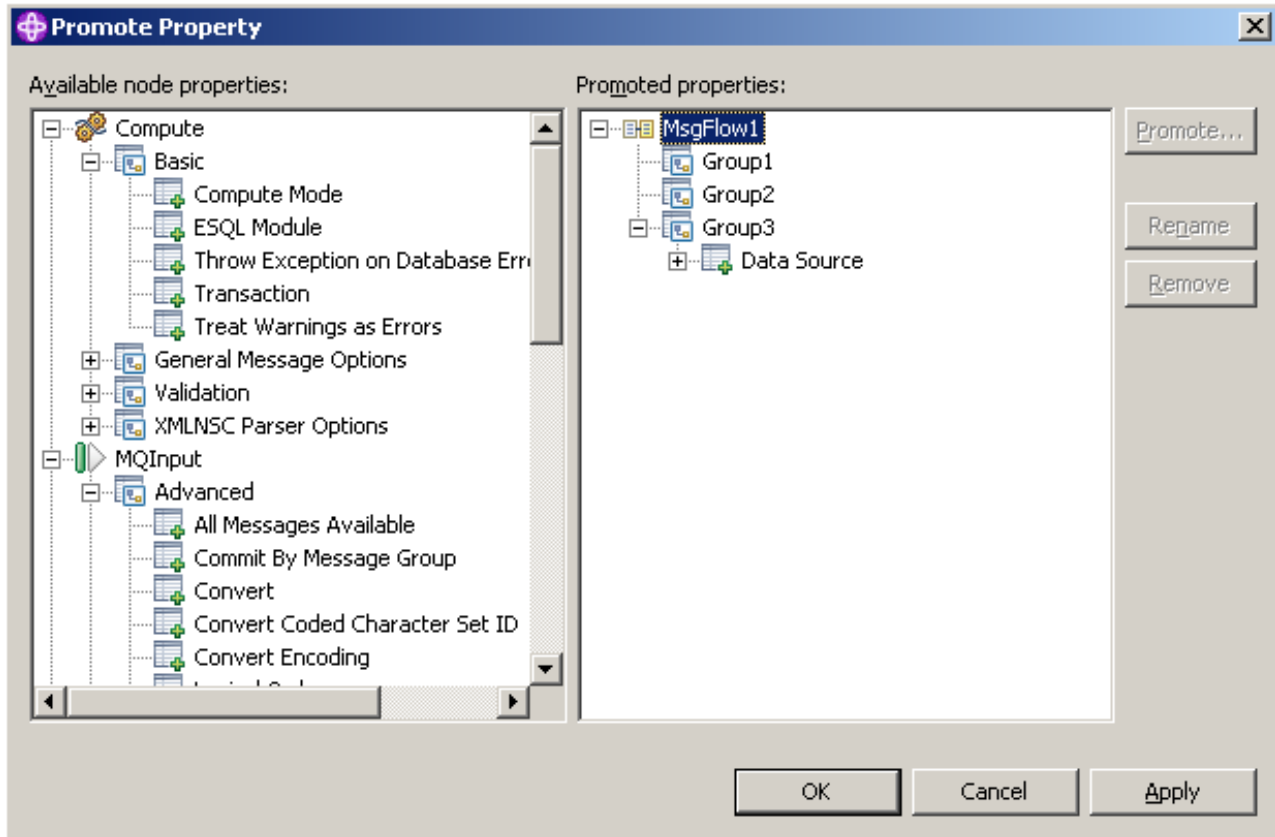 Promote Property
Available node properties:
Compute
Basic
Compute Mode
ESQL Module
Throw Exception on Database Err
Transaction
Treat Warnings as Errors
General Message Options
Validation
XMLNSC Parser Options
MQInput
Advanced
All Messages Available
Commit By Message Group
Convert
Convert Coded Character Set ID
Convert Encoding
Promoted properties:
MsgFlow1
Group1
Group2
Group3
Data Source
Promote...
Rename
Remove
OK
Cancel
Apply